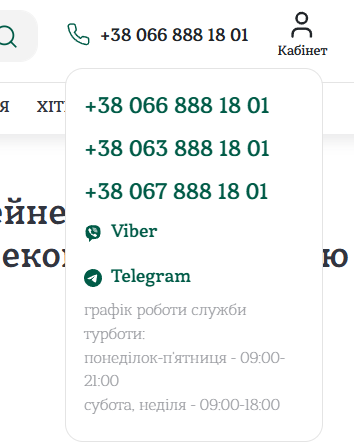 +38 066 888 18 01
Кабінет
+38 066 888 18 01
+38 063 888 18 01
+38 067 888 18 01
Viber
Telegram
графік роботи служби
турботи:
понеділок-п'ятниця - 09:00-
21:00
субота, неділя - 09:00-18:00